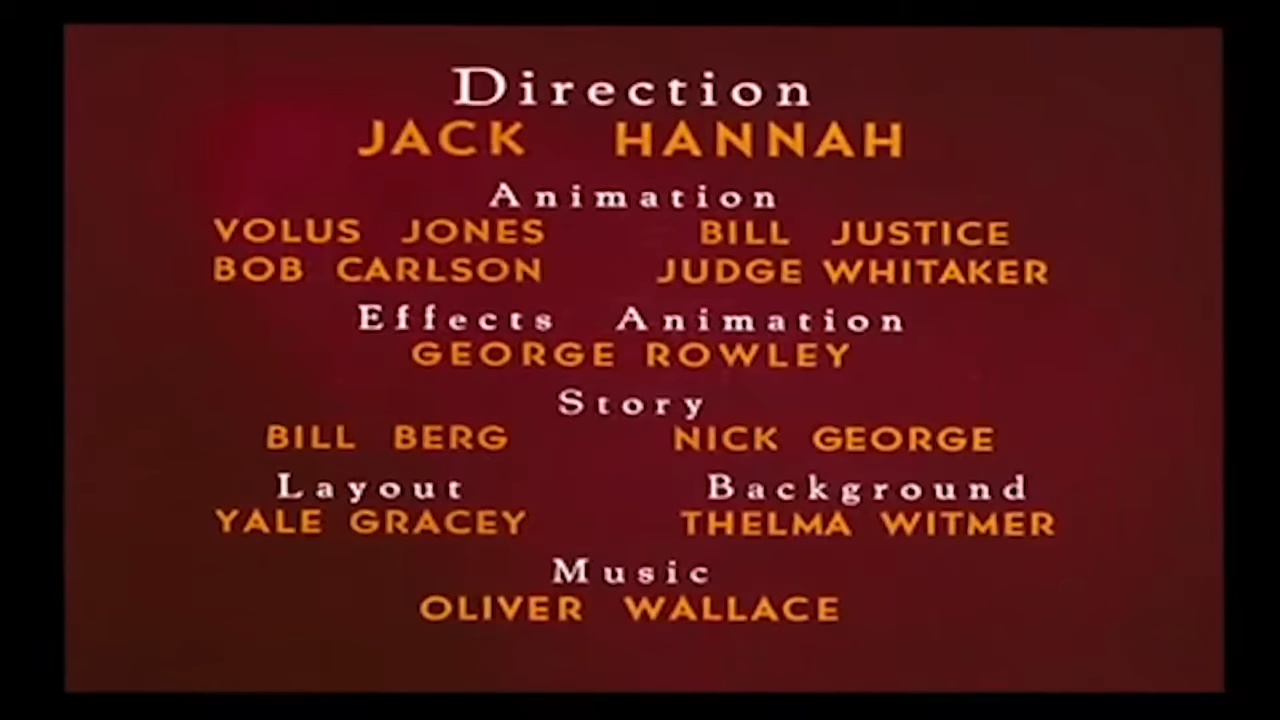 Direction
JACK HANNAH
Animation
VOLUS JONES BILL JUSTICE
BOB CARLSON JUDGE WHITAKER
Effects Animation
GEORGE ROWLEY
Story
BILL BERG NICK GEORGE
Layout Background
YALE GRACEY THELMA WITMER
Music
OLIVER WALLACE